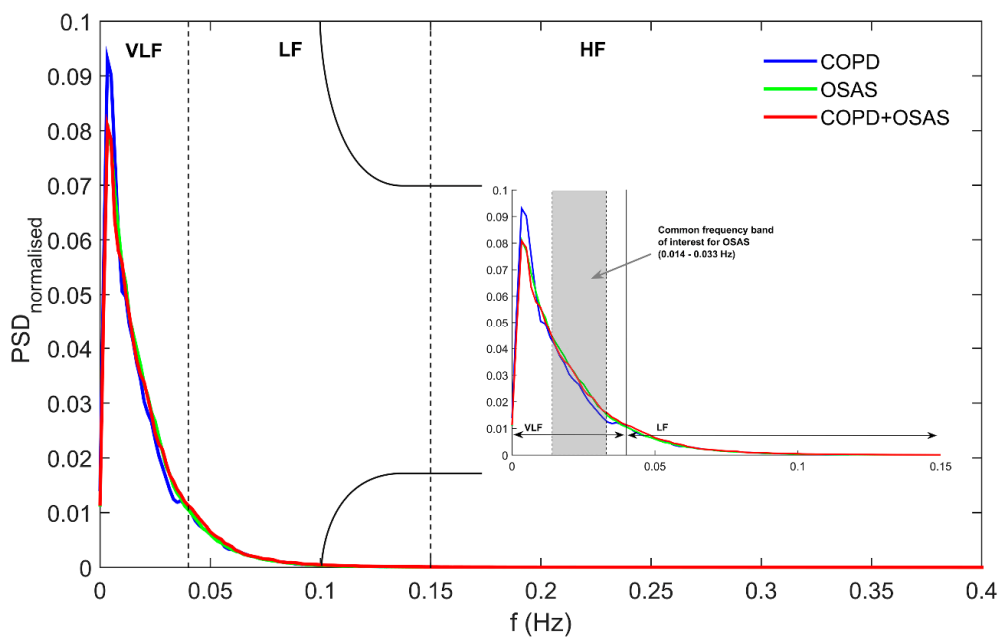 VLF
LF
HF
COPD
OSAS
COPD+OSAS
PSDnormalised
0.1
0.09
0.08
0.07
0.06
0.05
0.04
0.03
0.02
0.01
0
0 0.05 0.1 0.15 0.2 0.25 0.3 0.35 0.4
f (Hz)
0.1
0.09
0.08
0.07
0.06
0.05
0.04
0.03
0.02
0.01
0
Common frequency band
of interest for OSAS
(0.014 - 0.033 Hz)
VLF
LF
0 0.05 0.1 0.15